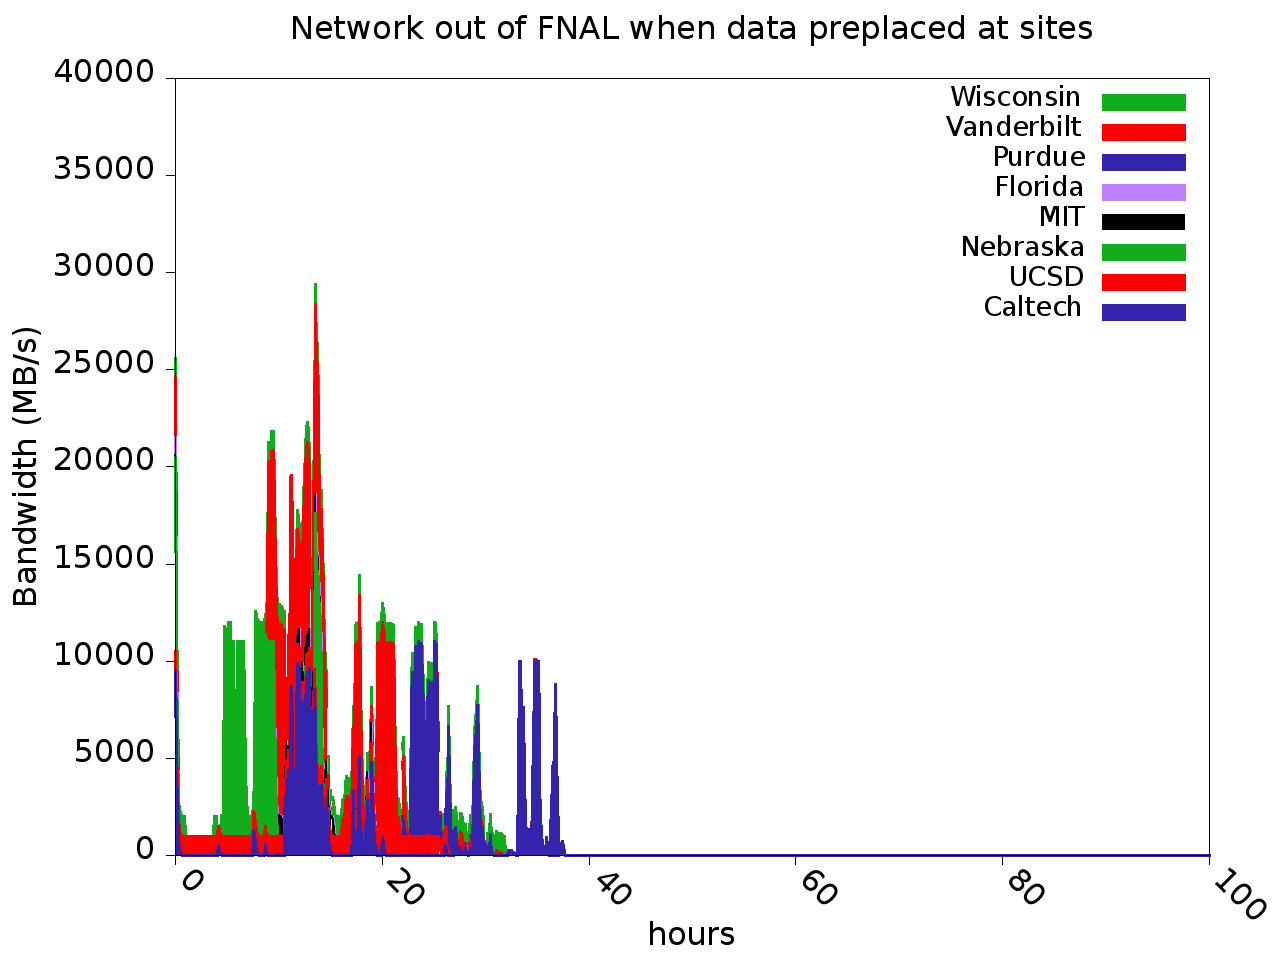 Network out of FNAL when data preplaced at sites
40000
35000
30000
25000
20000
15000
10000
5000
0
Bandwidth (MB/s)
Wisconsin
Vanderbilt
Purdue
Florida
MIT
Nebraska
UCSD
Caltech
0 20 40 60 80 100
hours